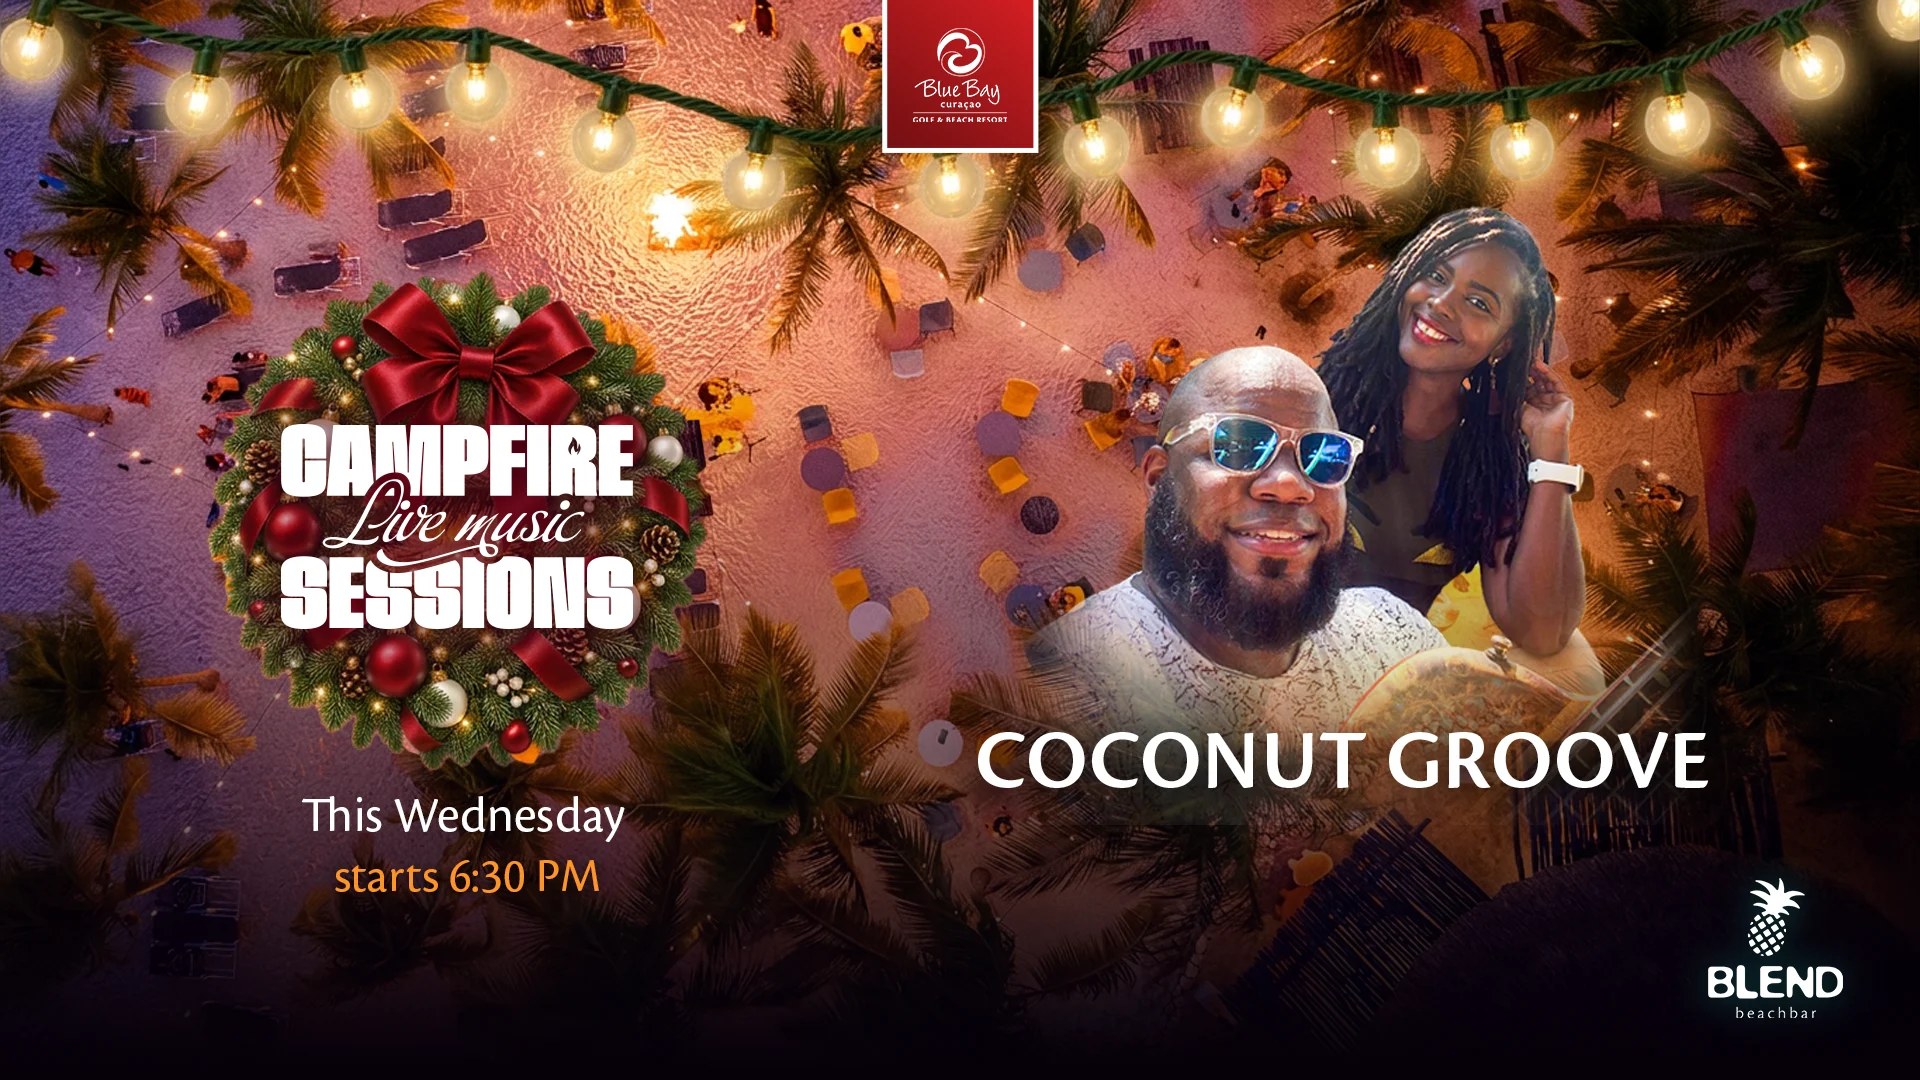 Blue Bay
curaçao
GOLF & BEACH RESORT
CAMPFIRE
Live music
SESSIONS
This Wednesday
starts 6:30 PM
COCONUT GROOVE
BLEND
beachbar